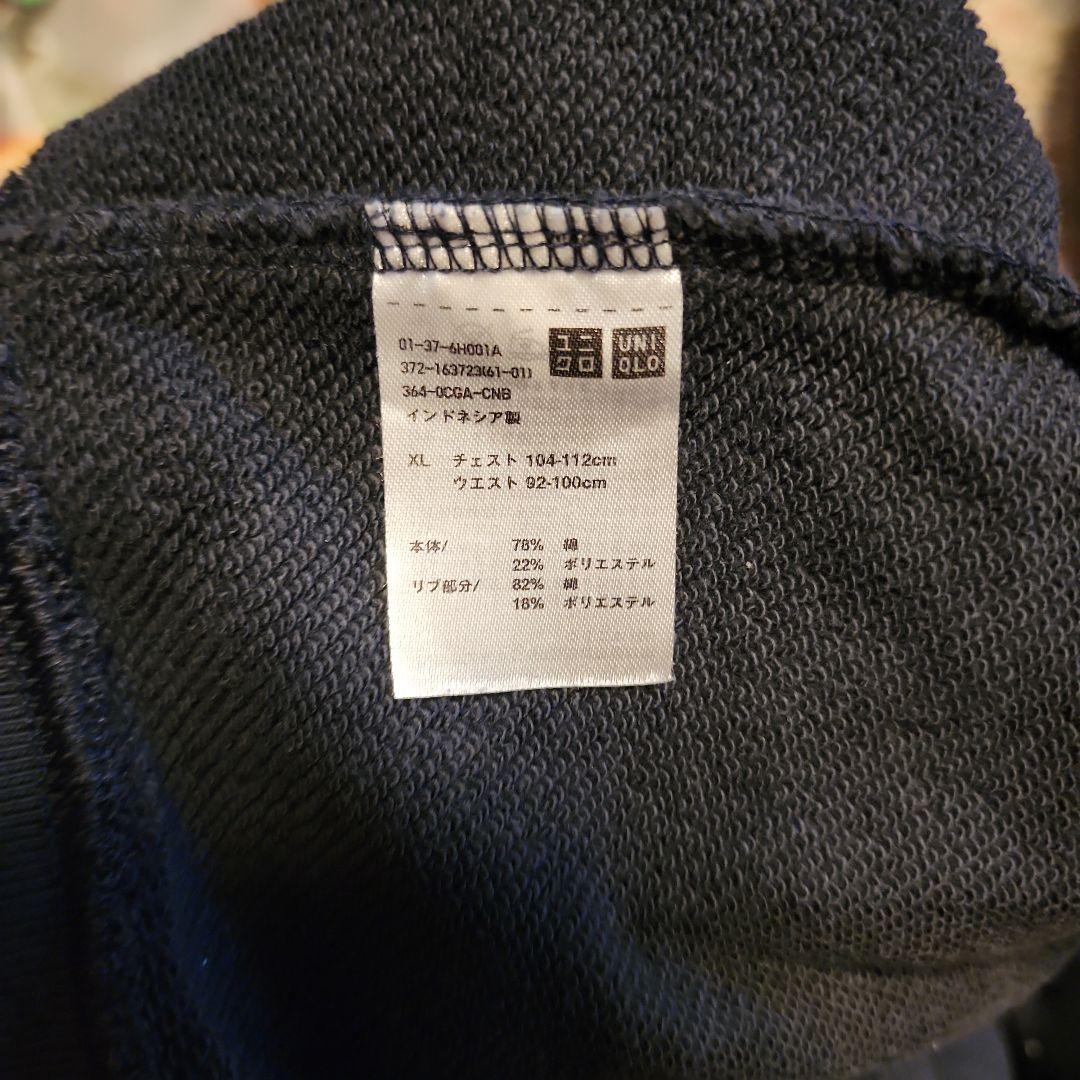 01-37-6H001A
372-163723(61-01)
364-0CGA-CNB
インドネシア製
ユニクロ
UNIQLO
XL チェスト 104-112cm
ウエスト 92-100cm
本体/ 78% 綿
22% ポリエステル
リブ部分/ 82% 綿
18% ポリエステル